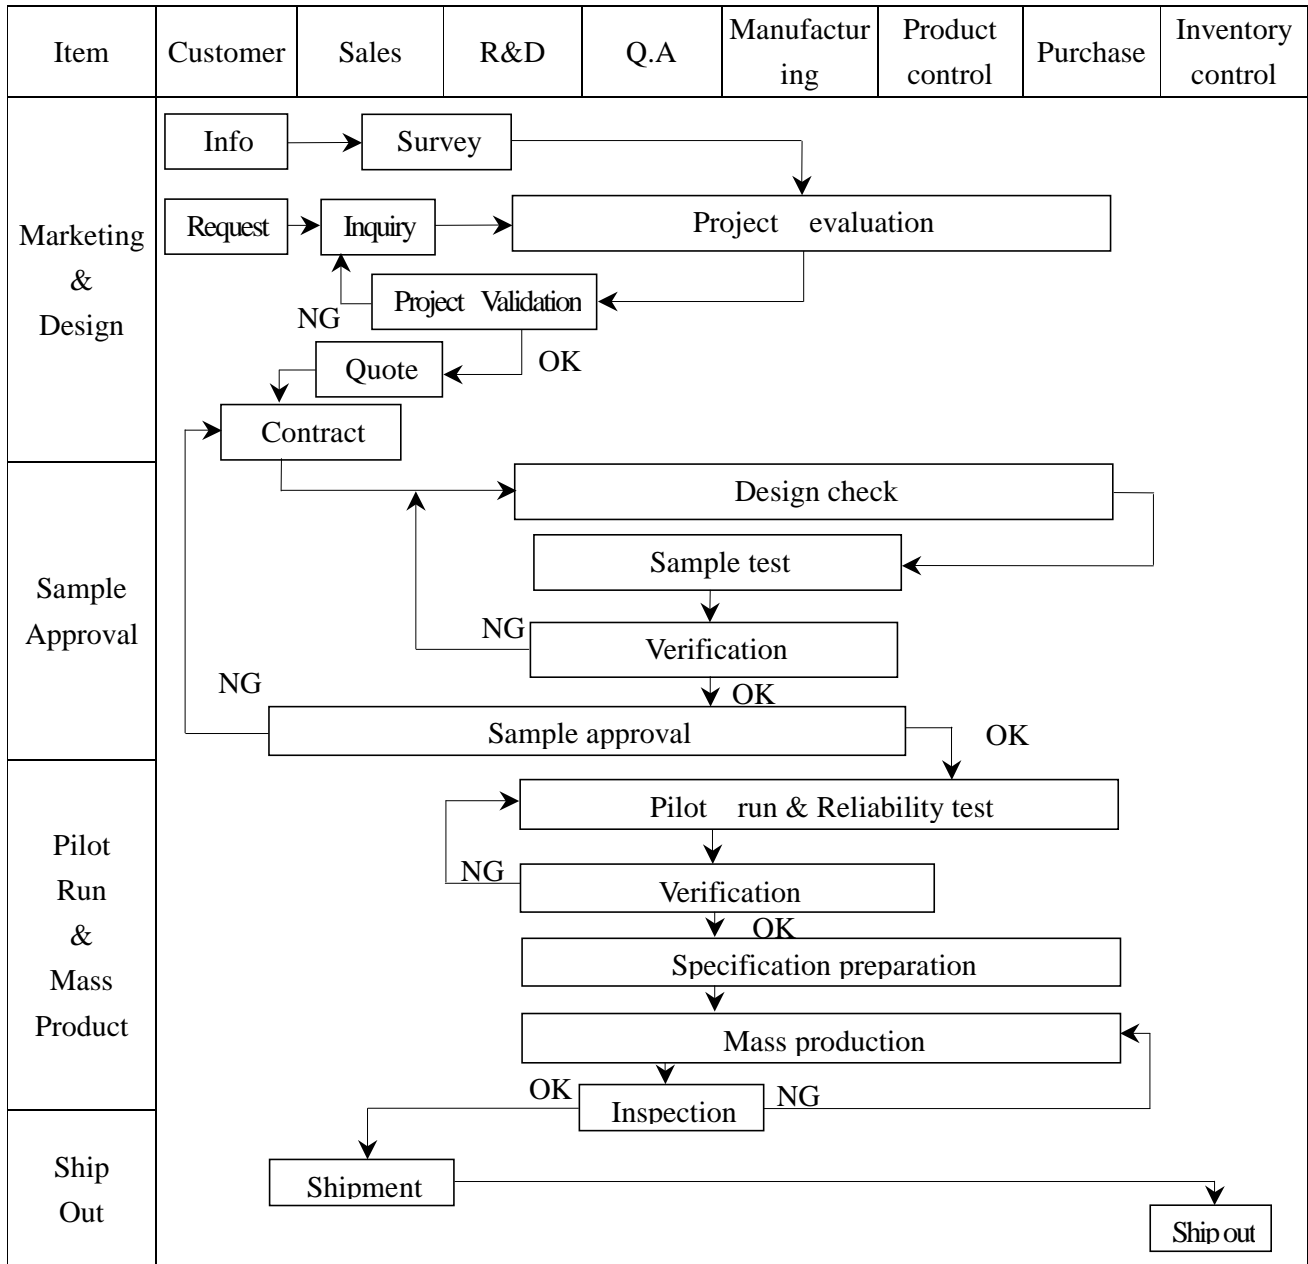 Item
Customer
Sales
R&D
Q.A
Manufactur
ing
Product
control
Purchase
Inventory
control
Marketing
&
Design
Info
Survey
Request
Inquiry
Project evaluation
Project Validation
NG
OK
Quote
Contract
Sample
Approval
Design check
Sample test
NG
Verification
OK
NG
Sample approval
OK
Pilot
Run
&
Mass
Product
Pilot run & Reliability test
NG
Verification
OK
Specification preparation
Mass production
OK
Inspection
NG
Ship
Out
Shipment
Ship out